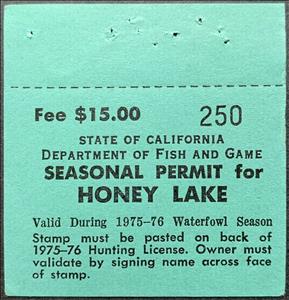 Fee $15.00 250
STATE OF CALIFORNIA
DEPARTMENT OF FISH AND GAME
SEASONAL PERMIT for
HONEY LAKE
Valid During 1975-76 Waterfowl Season
Stamp must be pasted on back of
1975-76 Hunting License. Owner must
validate by signing name across face
of stamp.